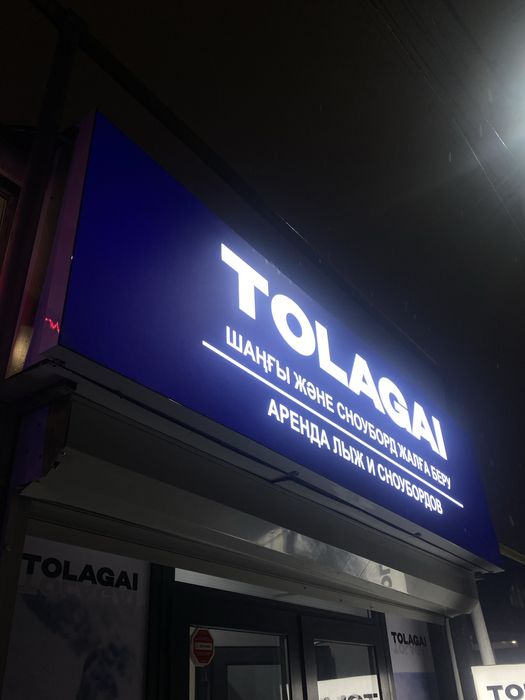 TOLAGAI
ШАҢҒЫ ЖӘНЕ СНОУБОРД ЖАЛҒА БЕРУ
АРЕНДА ЛЫЖ И СНОУБОРДОВ
TOLAGAI
TOLAGAI